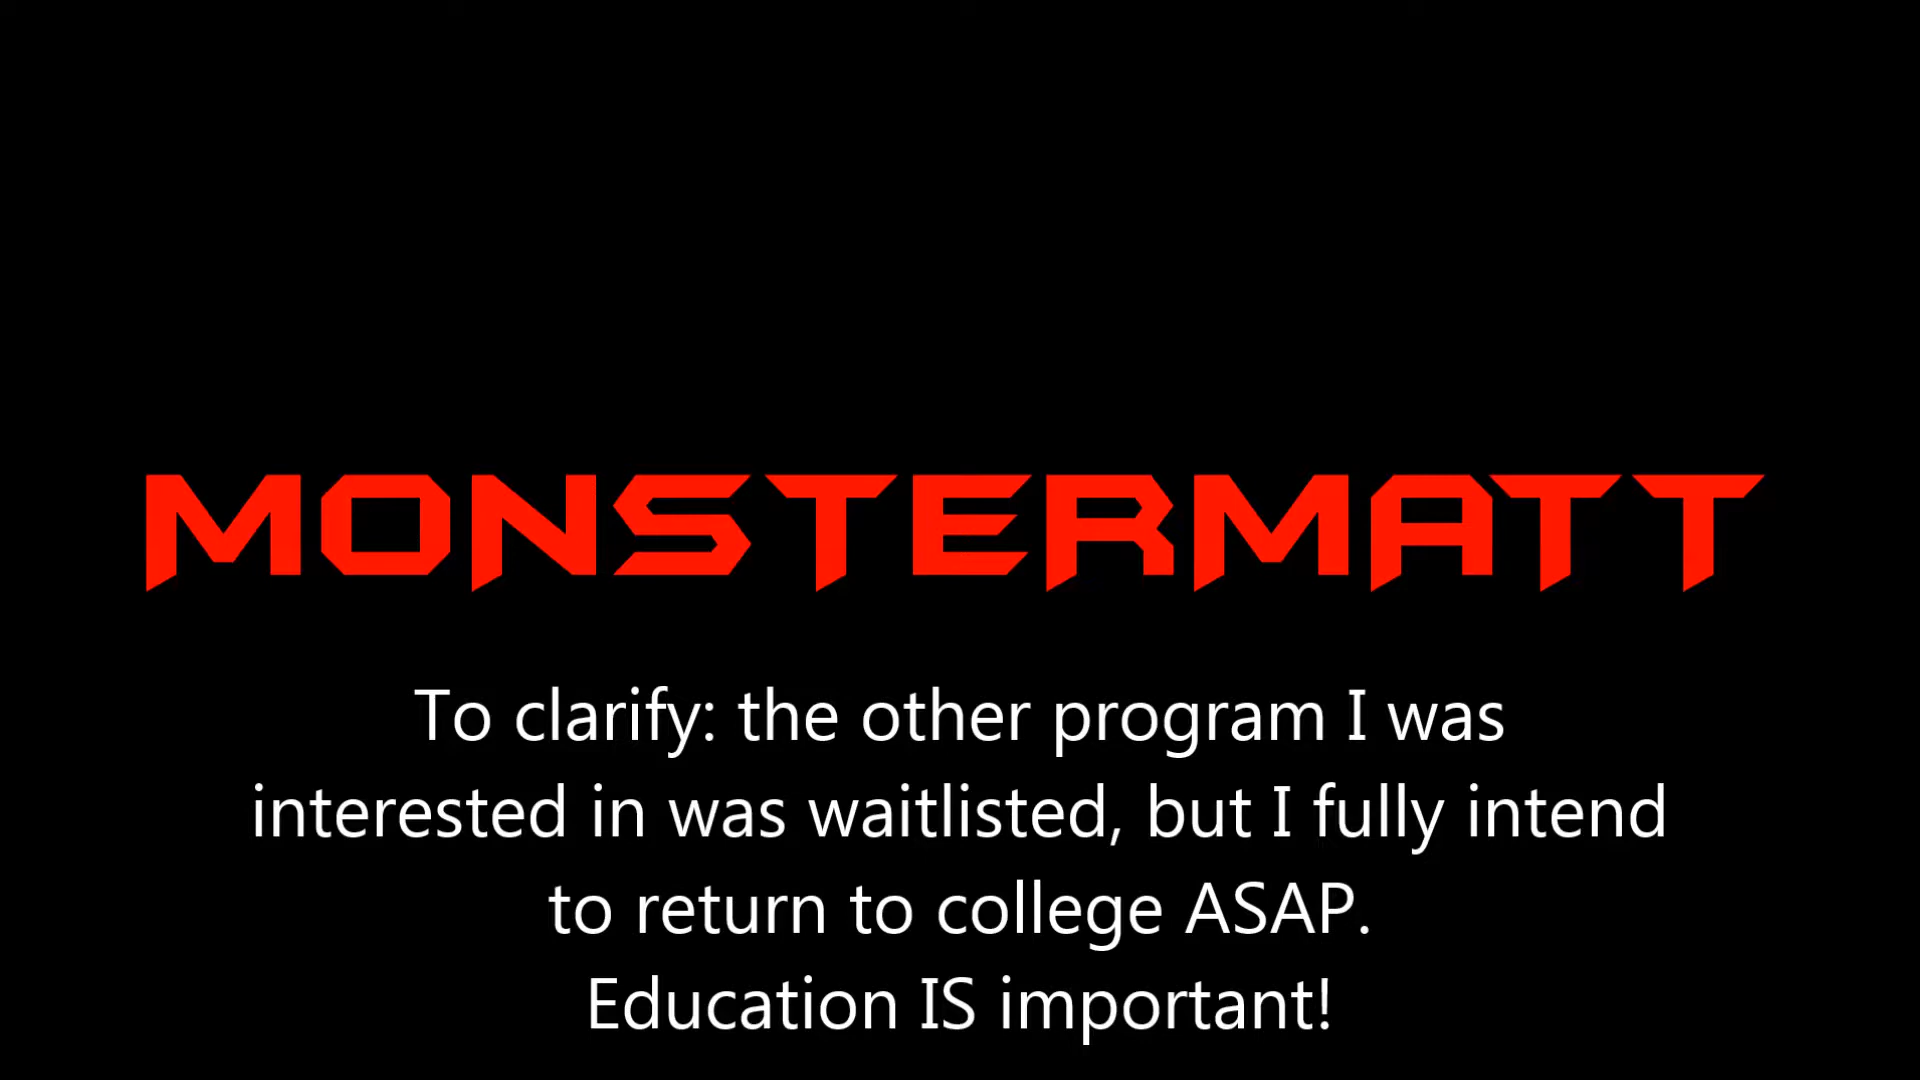 MONSTERMATT
To clarify: the other program I was
interested in was waitlisted, but I fully intend
to return to college ASAP.
Education IS important!